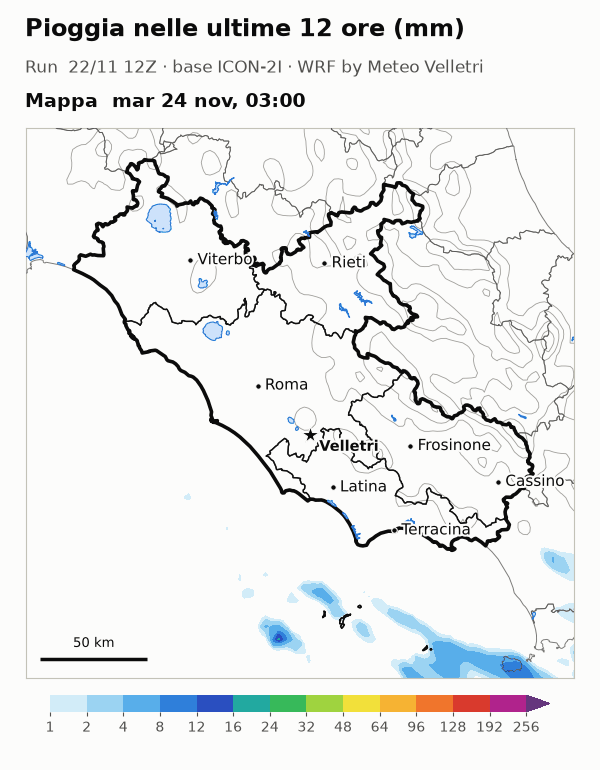 Pioggia nelle ultime 12 ore (mm)
Run  22/11 12Z · base ICON-2I · WRF by Meteo Velletri
Mappa  mar 24 nov, 03:00
Viterbo
Rieti
Roma
Velletri
Frosinone
Latina
Cassino
Terracina
50 km
1 2 4 8 12 16 24 32 48 64 96 128 192 256